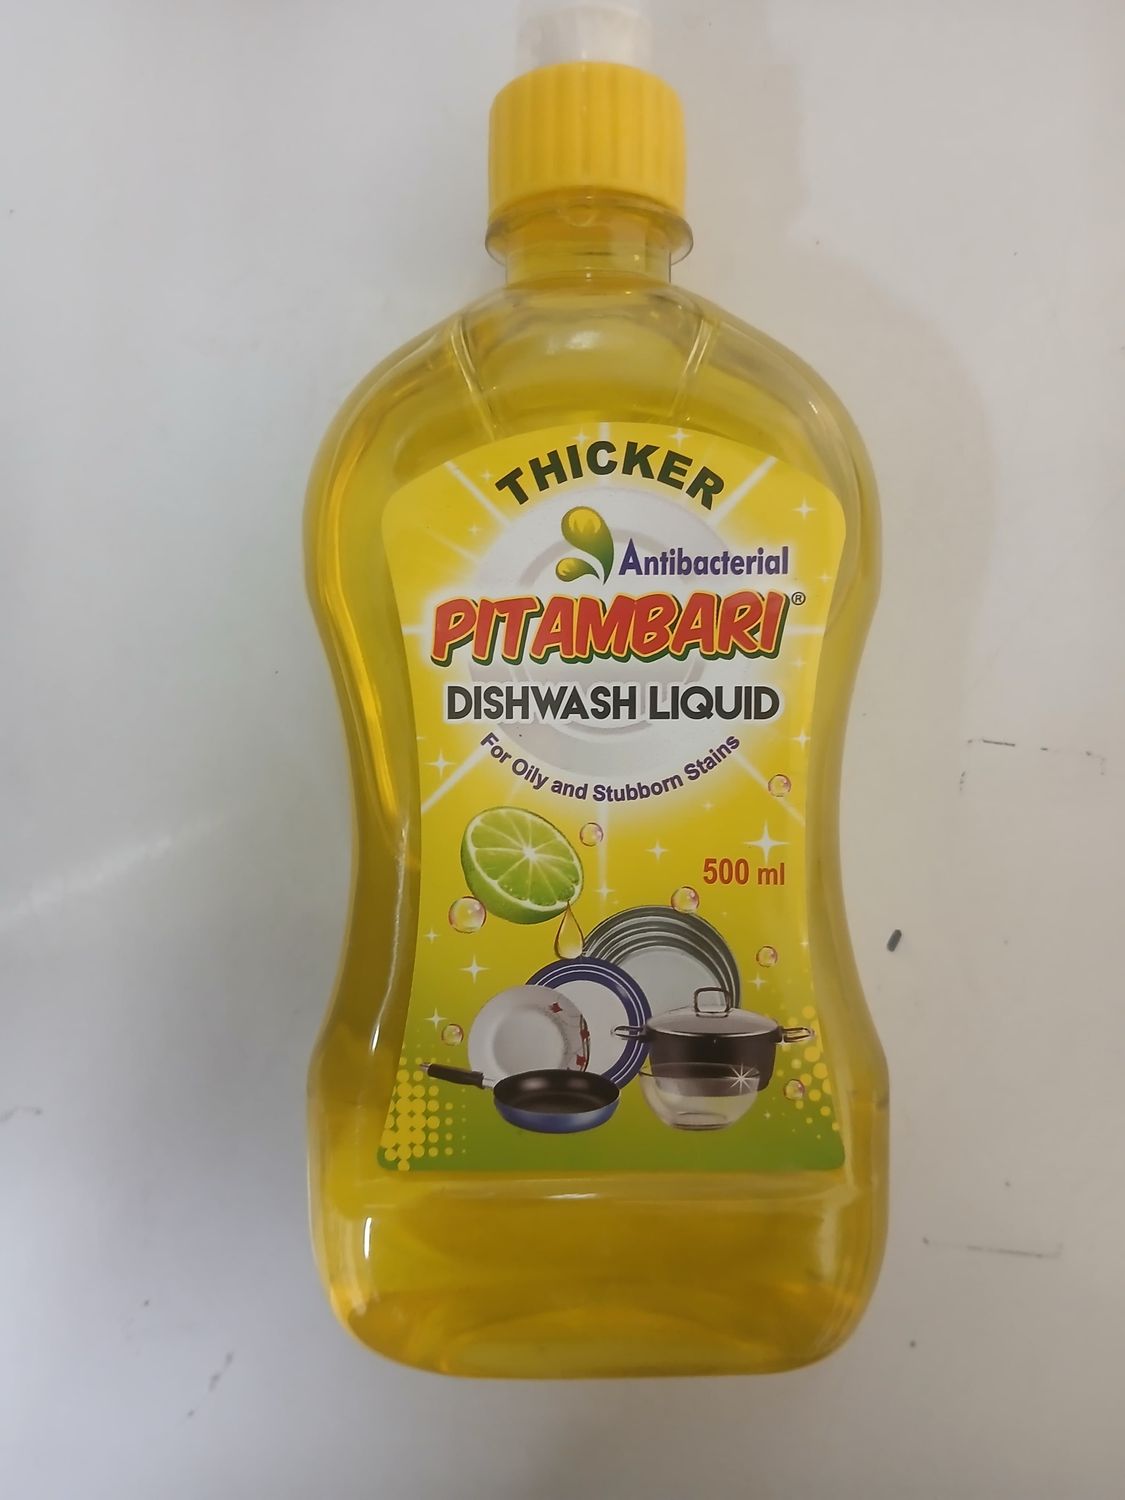 THICKER
Antibacterial
PITAMBARI®
DISHWASH LIQUID
For Oily and Stubborn Stains
500 ml